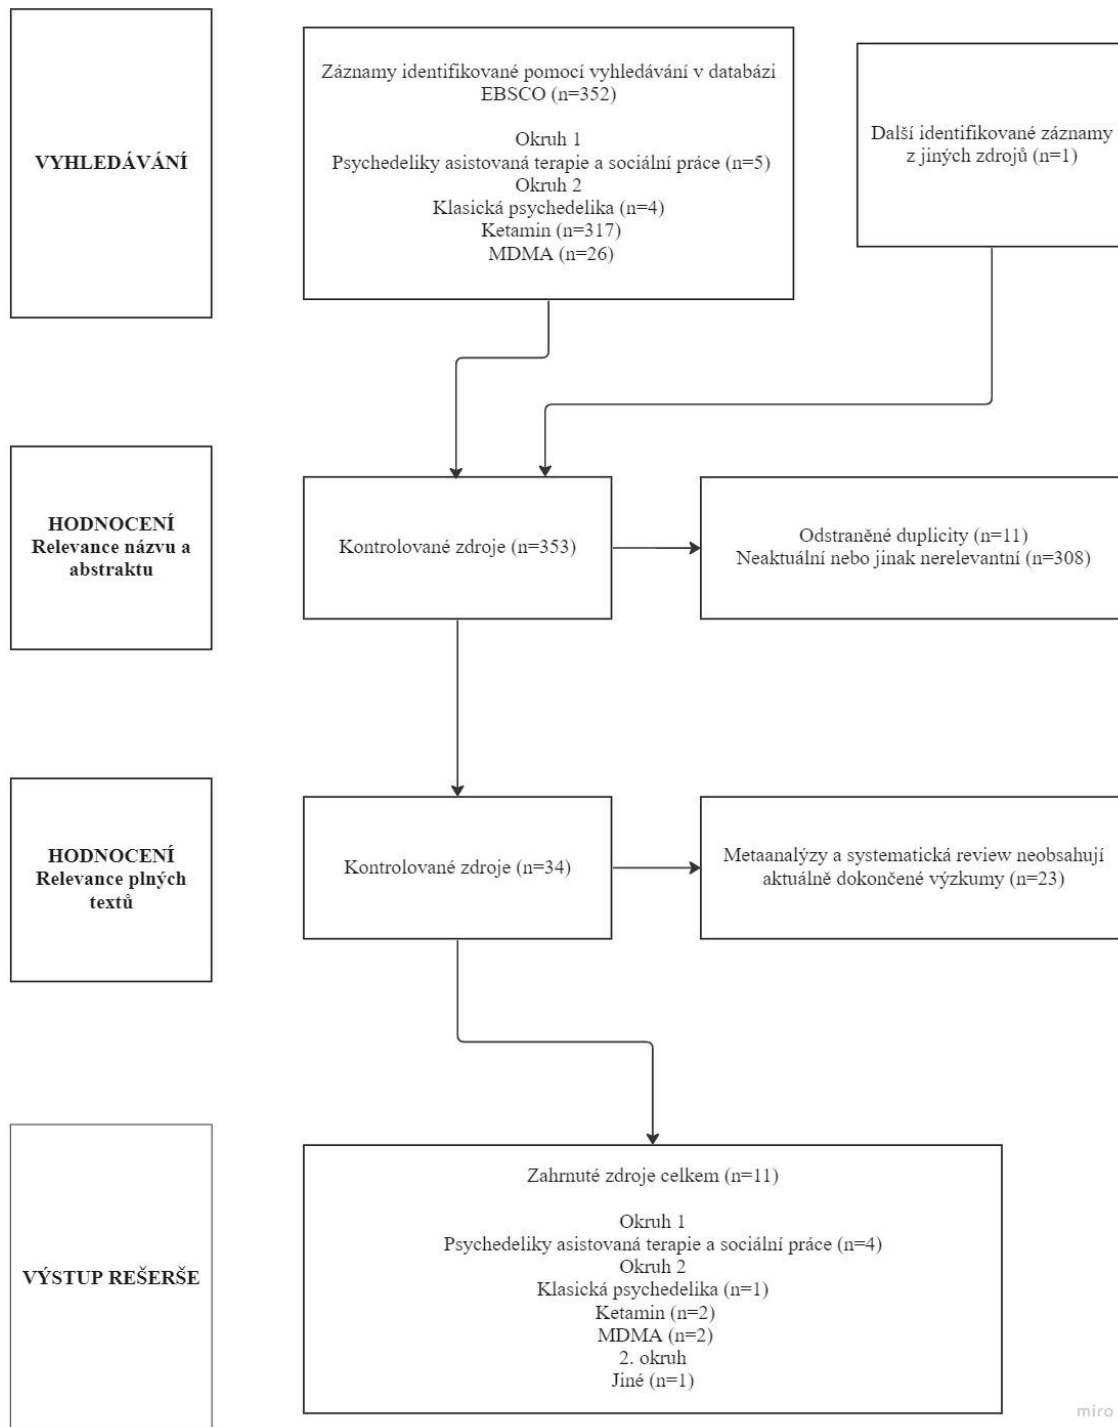 VYHLEDÁVÁNÍ
Záznamy identifikované pomocí vyhledávání v databázi
EBSCO (n=352)
Okruh 1
Psychedeliky asistovaná terapie a sociální práce (n=5)
Okruh 2
Klasická psychedelika (n=4)
Ketamin (n=317)
MDMA (n=26)
Další identifikované záznamy
z jiných zdrojů (n=1)
HODNOCENÍ
Relevance názvu a
abstraktu
Kontrolované zdroje (n=353)
Odstraněné duplicity (n=11)
Neaktuální nebo jinak nerelevantní (n=308)
HODNOCENÍ
Relevance plných
textů
Kontrolované zdroje (n=34)
Metaanalýzy a systematická review neobsahují
aktuálně dokončené výzkumy (n=23)
VÝSTUP REŠERŠE
Zahrnuté zdroje celkem (n=11)
Okruh 1
Psychedeliky asistovaná terapie a sociální práce (n=4)
Okruh 2
Klasická psychedelika (n=1)
Ketamin (n=2)
MDMA (n=2)
2. okruh
Jiné (n=1)
miro